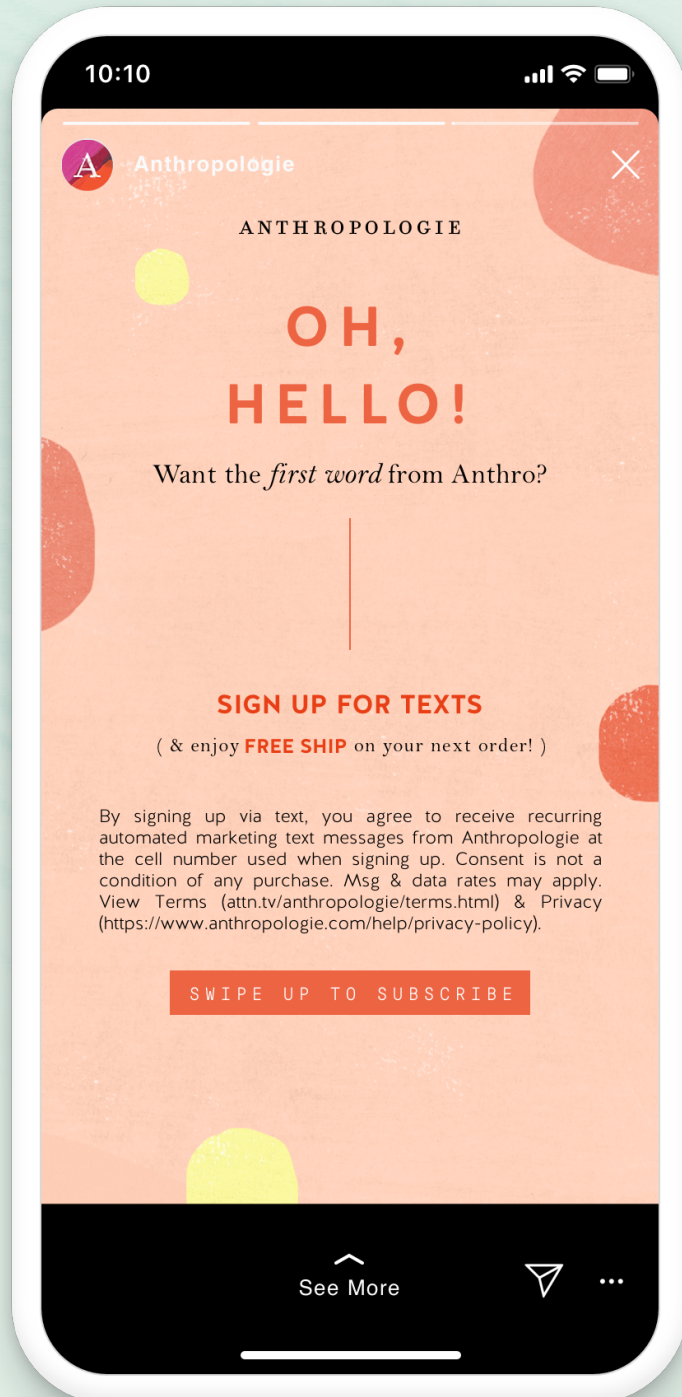 10:10
A Anthropologie
ANTHROPOLOGIE
OH,
HELLO!
Want the first word from Anthro?
SIGN UP FOR TEXTS
( & enjoy FREE SHIP on your next order! )
By signing up via text, you agree to receive recurring
automated marketing text messages from Anthropologie at
the cell number used when signing up. Consent is not a
condition of any purchase. Msg & data rates may apply.
View Terms (attn.tv/anthropologie/terms.html) & Privacy
(https://www.anthropologie.com/help/privacy-policy).
SWIPE UP TO SUBSCRIBE
See More